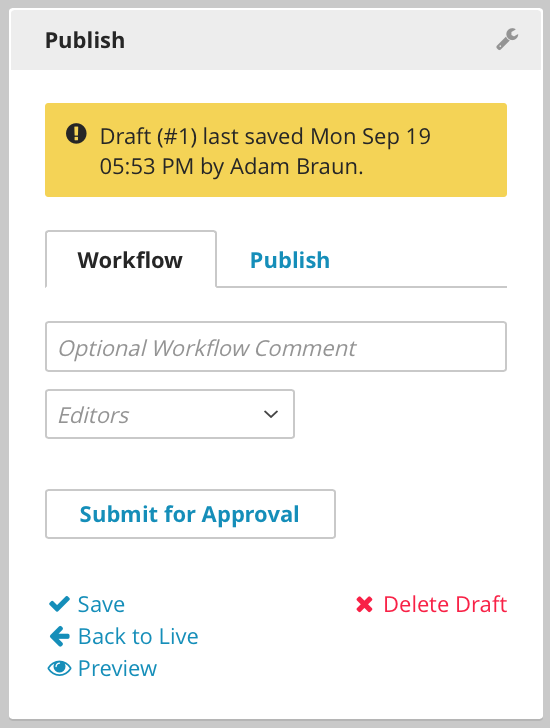 Publish
Draft (#1) last saved Mon Sep 19
05:53 PM by Adam Braun.
Workflow
Publish
Optional Workflow Comment
Editors
Submit for Approval
Save
Delete Draft
Back to Live
Preview